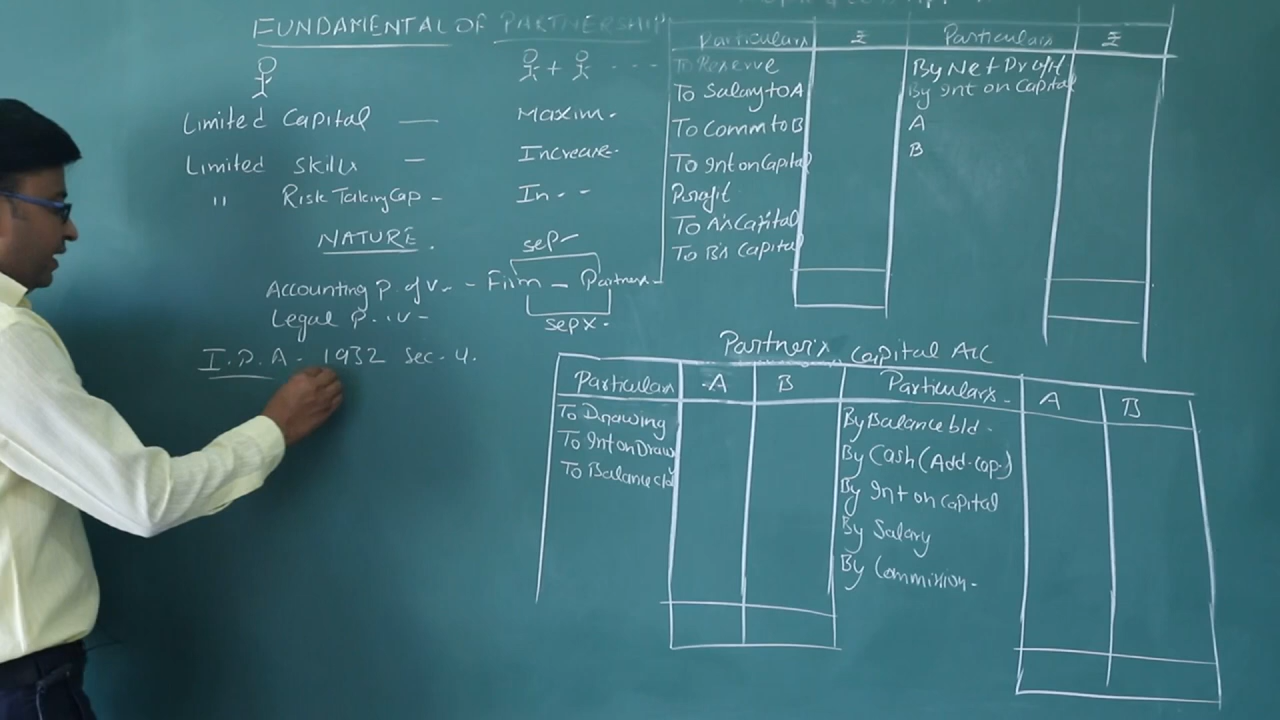 FUNDAMENTAL OF PARTNERSHIP
+ ----
Limited Capital — Maxim.
Limited Skills — Increase.
" Risk Taking Cap - In - -
NATURE.
sep
Accounting P. of V. - - Firm - Partner
Legal P. .. V -
sep x.
I.P.A - 1932 Sec. 4.
Particulars ₹ Particulars ₹
To Reserve By Net Profit
To Salary to A By Int on Capital
To Comm to B A
To Int on Capital B
Profit
To A's Capital
To B's Capital
Partner's Capital A/C
Particulars A B Particulars A B
To Drawing By Balance b/d.
To Int on Draw By Cash (Add. Cap.)
To Balance c/d By Int on Capital
By Salary
By Commission.